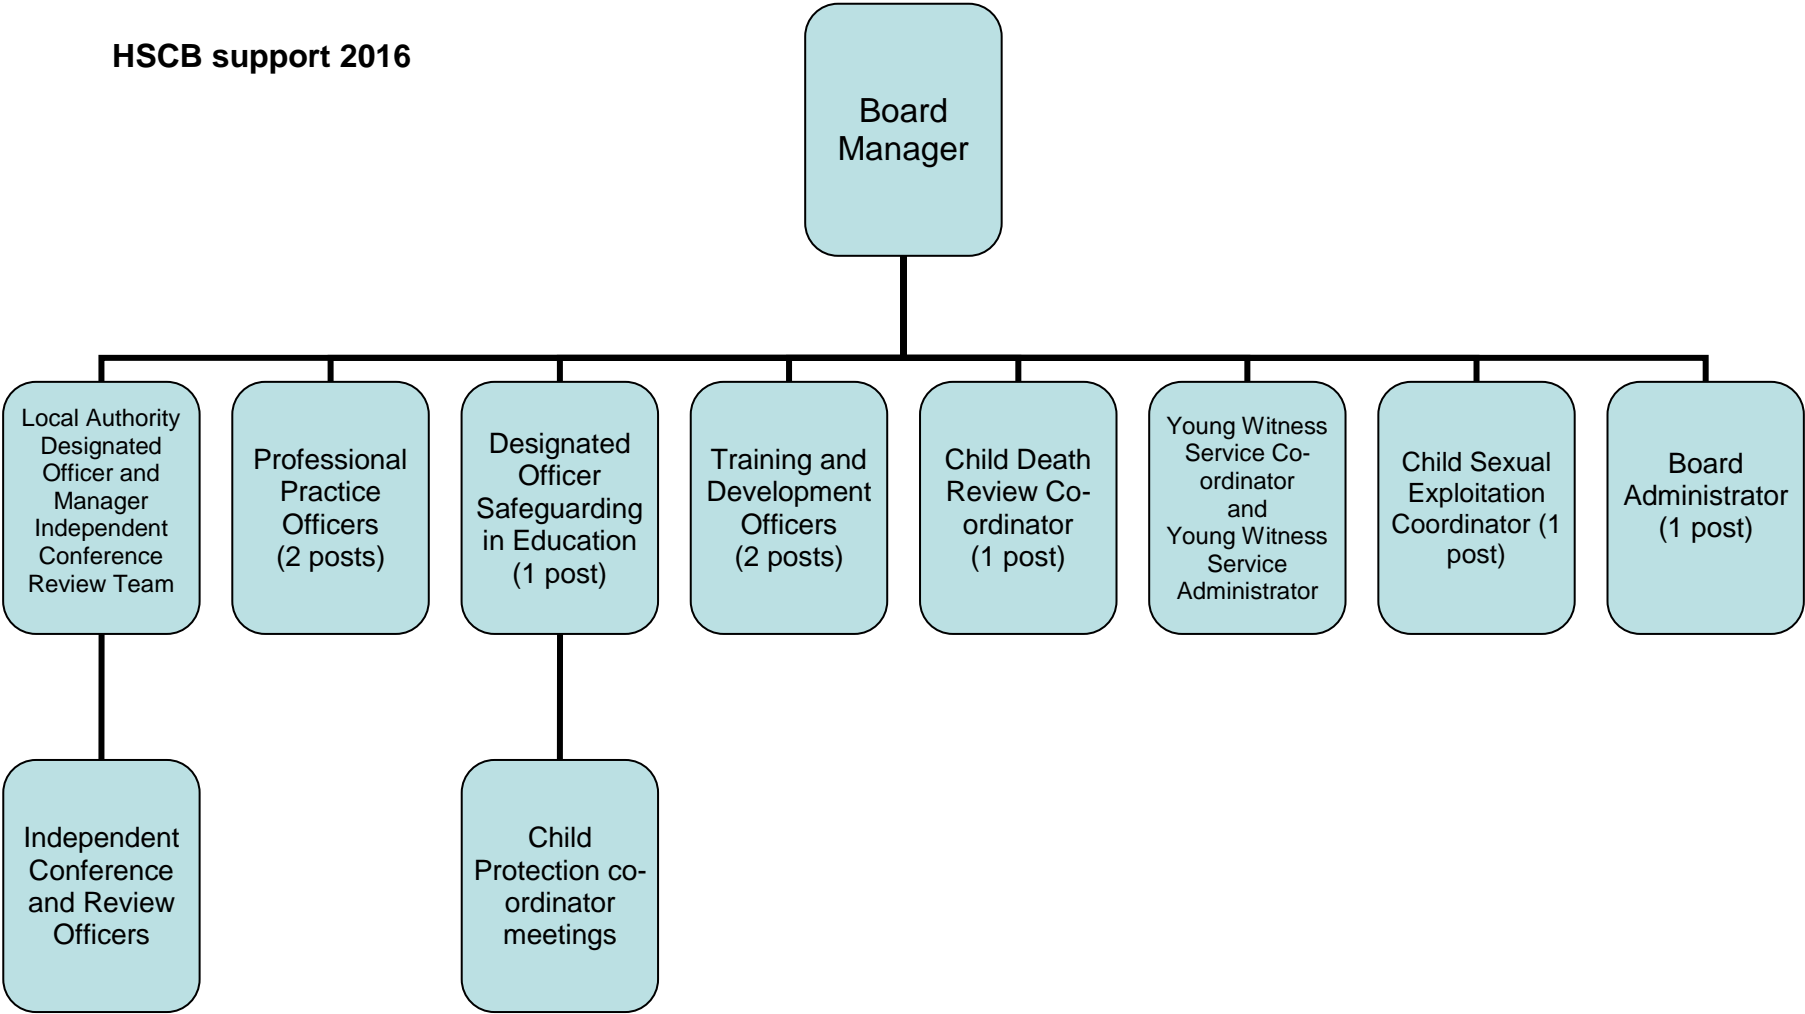 HSCB support 2016
Board
Manager
Local Authority
Designated
Officer and
Manager
Independent
Conference
Review Team
Professional
Practice
Officers
(2 posts)
Designated
Officer
Safeguarding
in Education
(1 post)
Training and
Development
Officers
(2 posts)
Child Death
Review Co-
ordinator
(1 post)
Young Witness
Service Co-
ordinator
and
Young Witness
Service
Administrator
Child Sexual
Exploitation
Coordinator (1
post)
Board
Administrator
(1 post)
Independent
Conference
and Review
Officers
Child
Protection co-
ordinator
meetings